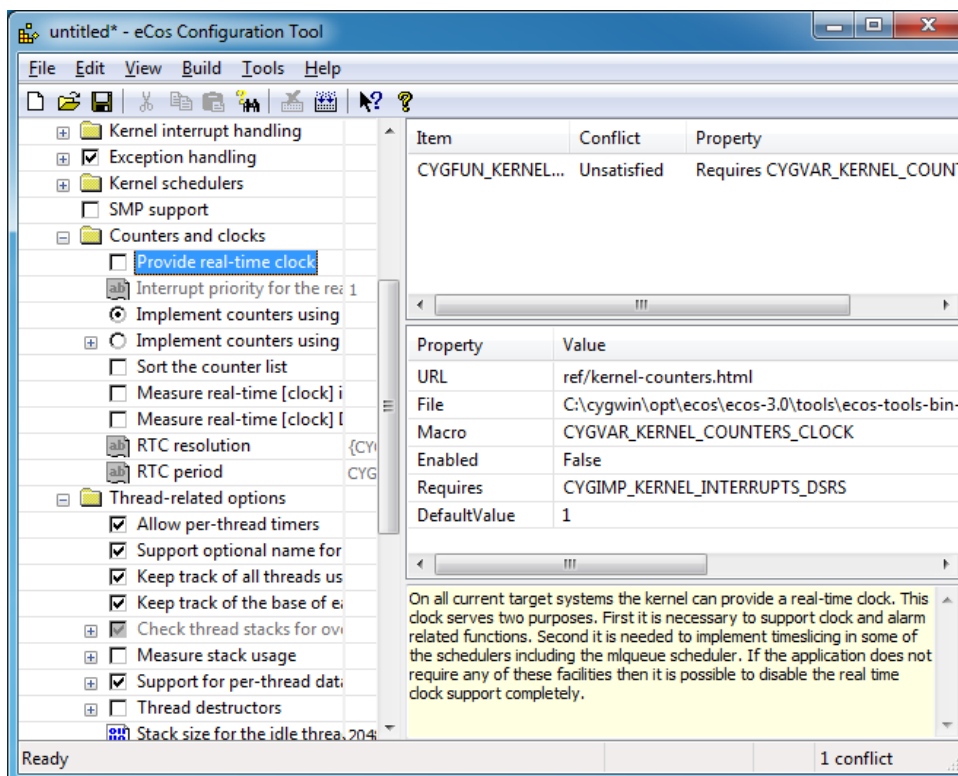 untitled* - eCos Configuration Tool
File Edit View Build Tools Help
Kernel interrupt handling
Exception handling
Kernel schedulers
SMP support
Counters and clocks
Provide real-time clock
Interrupt priority for the rea 1
Implement counters using
Implement counters using
Sort the counter list
Measure real-time [clock] i
Measure real-time [clock] D
RTC resolution {CY
RTC period CYG
Thread-related options
Allow per-thread timers
Support optional name for
Keep track of all threads us
Keep track of the base of ea
Check thread stacks for ove
Measure stack usage
Support for per-thread data
Thread destructors
Stack size for the idle threa 2048
Item Conflict Property
CYGFUN_KERNEL... Unsatisfied Requires CYGVAR_KERNEL_COUNT
Property Value
URL ref/kernel-counters.html
File C:\cygwin\opt\ecos\ecos-3.0\tools\ecos-tools-bin-
Macro CYGVAR_KERNEL_COUNTERS_CLOCK
Enabled False
Requires CYGIMP_KERNEL_INTERRUPTS_DSRS
DefaultValue 1
On all current target systems the kernel can provide a real-time clock. This
clock serves two purposes. First it is necessary to support clock and alarm
related functions. Second it is needed to implement timeslicing in some of
the schedulers including the mlqueue scheduler. If the application does not
require any of these facilities then it is possible to disable the real time
clock support completely.
Ready 1 conflict